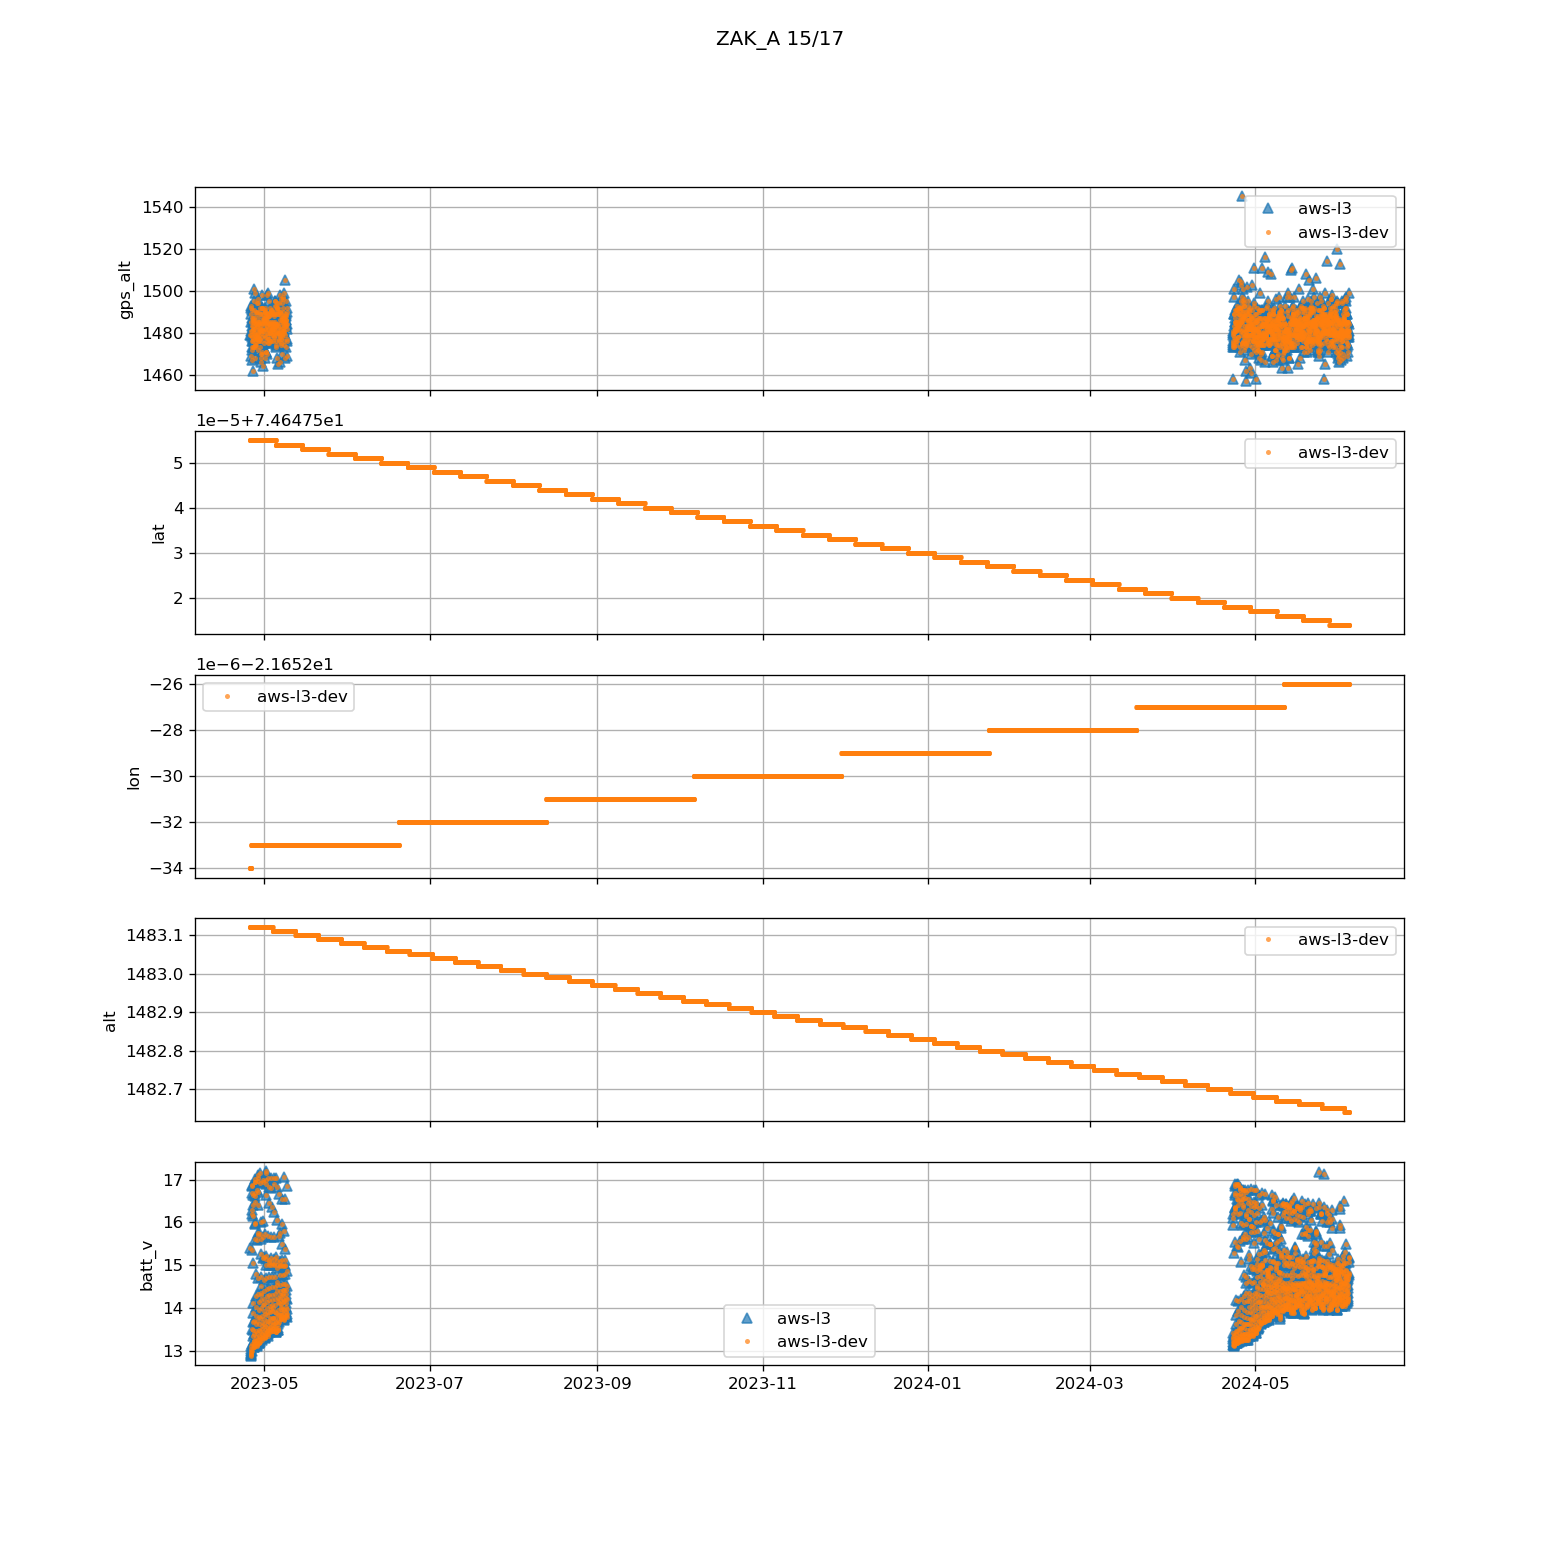 ZAK_A 15/17
1540
1520
1500
1480
1460
gps_alt
aws-l3
aws-l3-dev
1e−5+7.46475e1
5
4
3
2
lat
aws-l3-dev
1e−6−2.1652e1
−26
−28
−30
−32
−34
lon
aws-l3-dev
1483.1
1483.0
1482.9
1482.8
1482.7
alt
aws-l3-dev
17
16
15
14
13
batt_v
aws-l3
aws-l3-dev
2023-05 2023-07 2023-09 2023-11 2024-01 2024-03 2024-05